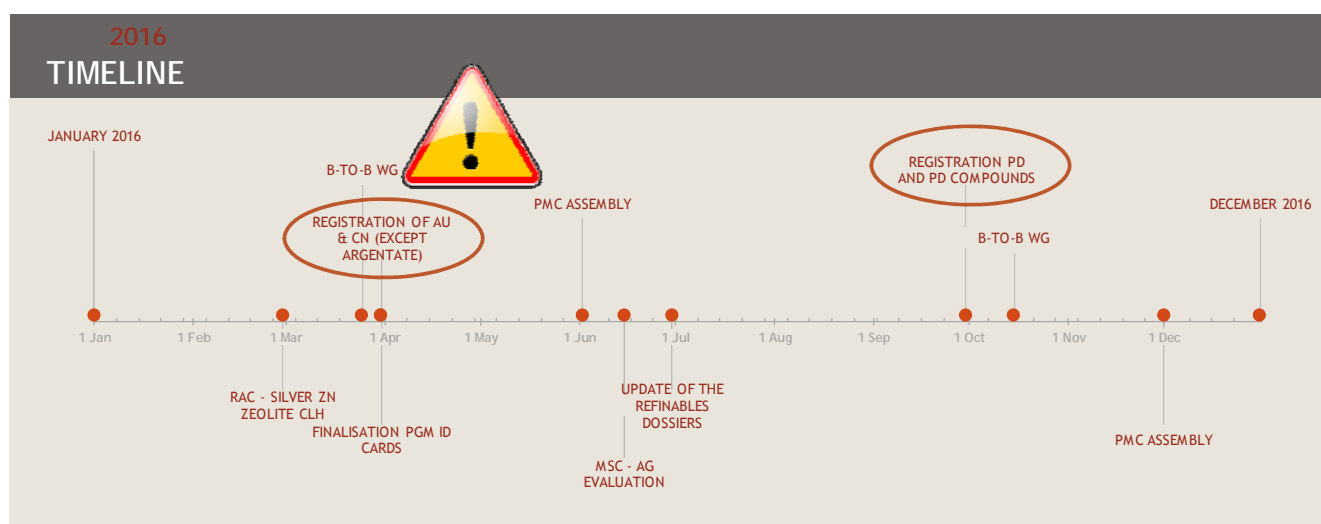 2016
TIMELINE
JANUARY 2016
B-TO-B WG
REGISTRATION OF AU
& CN (EXCEPT
ARGENTATE)
PMC ASSEMBLY
REGISTRATION PD
AND PD COMPOUNDS
B-TO-B WG
DECEMBER 2016
1 Jan
1 Feb
1 Mar
1 Apr
1 May
1 Jun
1 Jul
1 Aug
1 Sep
1 Oct
1 Nov
1 Dec
RAC - SILVER ZN
ZEOLITE CLH
FINALISATION PGM ID
CARDS
UPDATE OF THE
REFINABLES
DOSSIERS
MSC - AG
EVALUATION
PMC ASSEMBLY